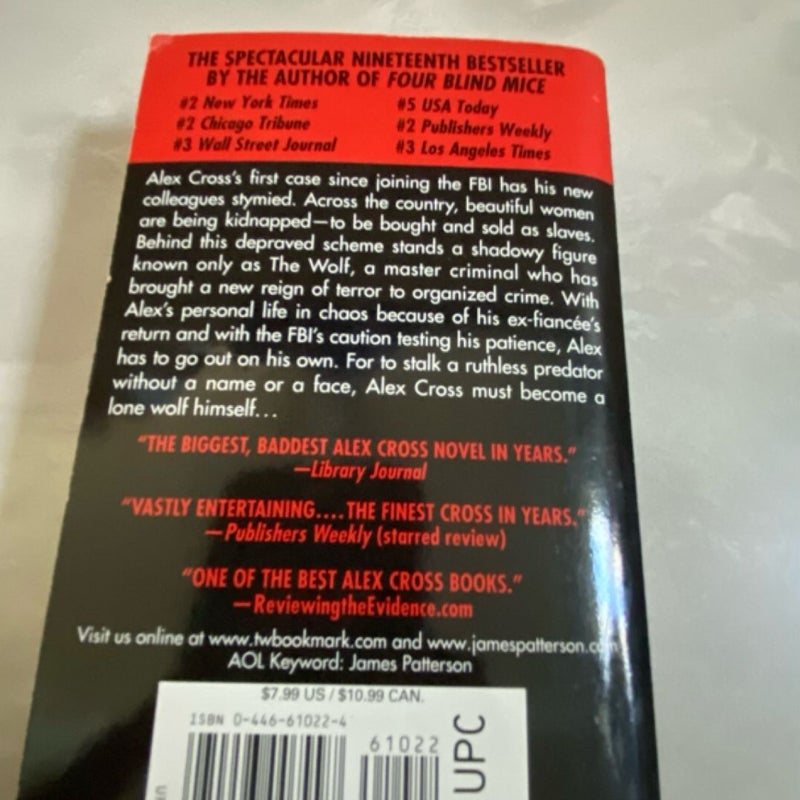 THE SPECTACULAR NINETEENTH BESTSELLER
BY THE AUTHOR OF FOUR BLIND MICE
#2 New York Times
#2 Chicago Tribune
#3 Wall Street Journal
#5 USA Today
#2 Publishers Weekly
#3 Los Angeles Times
Alex Cross's first case since joining the FBI has his new
colleagues stymied. Across the country, beautiful women
are being kidnapped—to be bought and sold as slaves.
Behind this depraved scheme stands a shadowy figure
known only as The Wolf, a master criminal who has
brought a new reign of terror to organized crime. With
Alex's personal life in chaos because of his ex-fiancée's
return and with the FBI's caution testing his patience, Alex
has to go out on his own. For to stalk a ruthless predator
without a name or a face, Alex Cross must become a
lone wolf himself...
"THE BIGGEST, BADDEST ALEX CROSS NOVEL IN YEARS."
—Library Journal
"VASTLY ENTERTAINING....THE FINEST CROSS IN YEARS."
—Publishers Weekly (starred review)
"ONE OF THE BEST ALEX CROSS BOOKS."
—ReviewingtheEvidence.com
Visit us online at www.twbookmark.com and www.jamespatterson.com
AOL Keyword: James Patterson
$7.99 US / $10.99 CAN.
ISBN 0-446-61022-4
61022
UPC